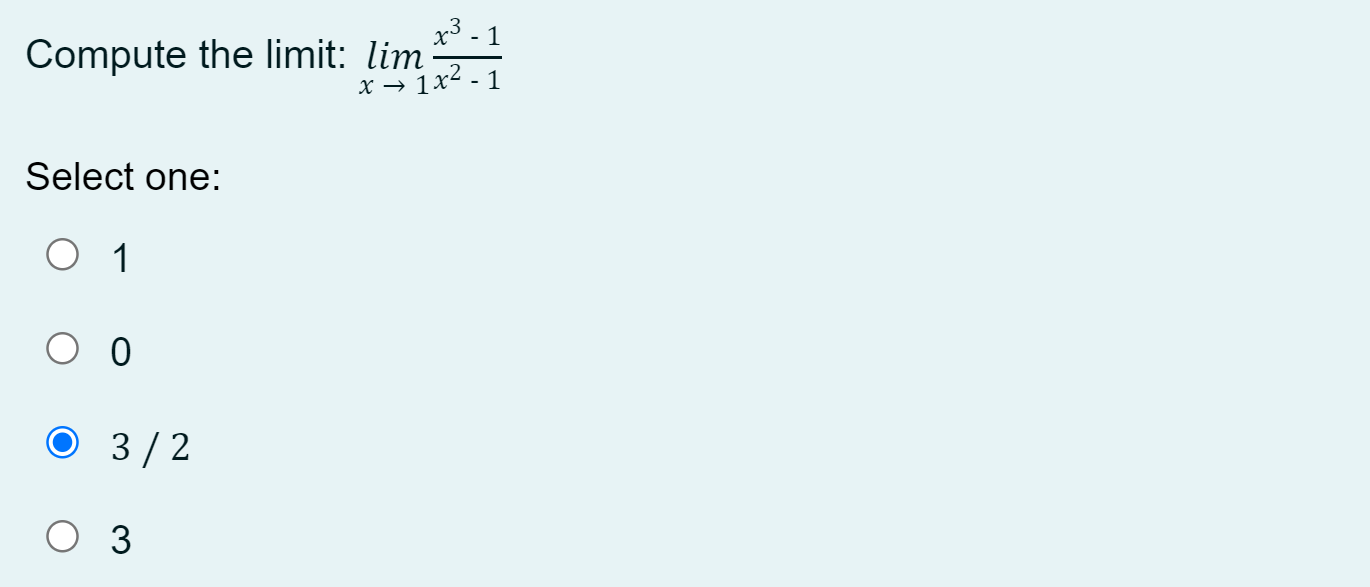 Compute the limit: lim x → 1 x³ - 1 / x² - 1
Select one:
1
0
3 / 2
3